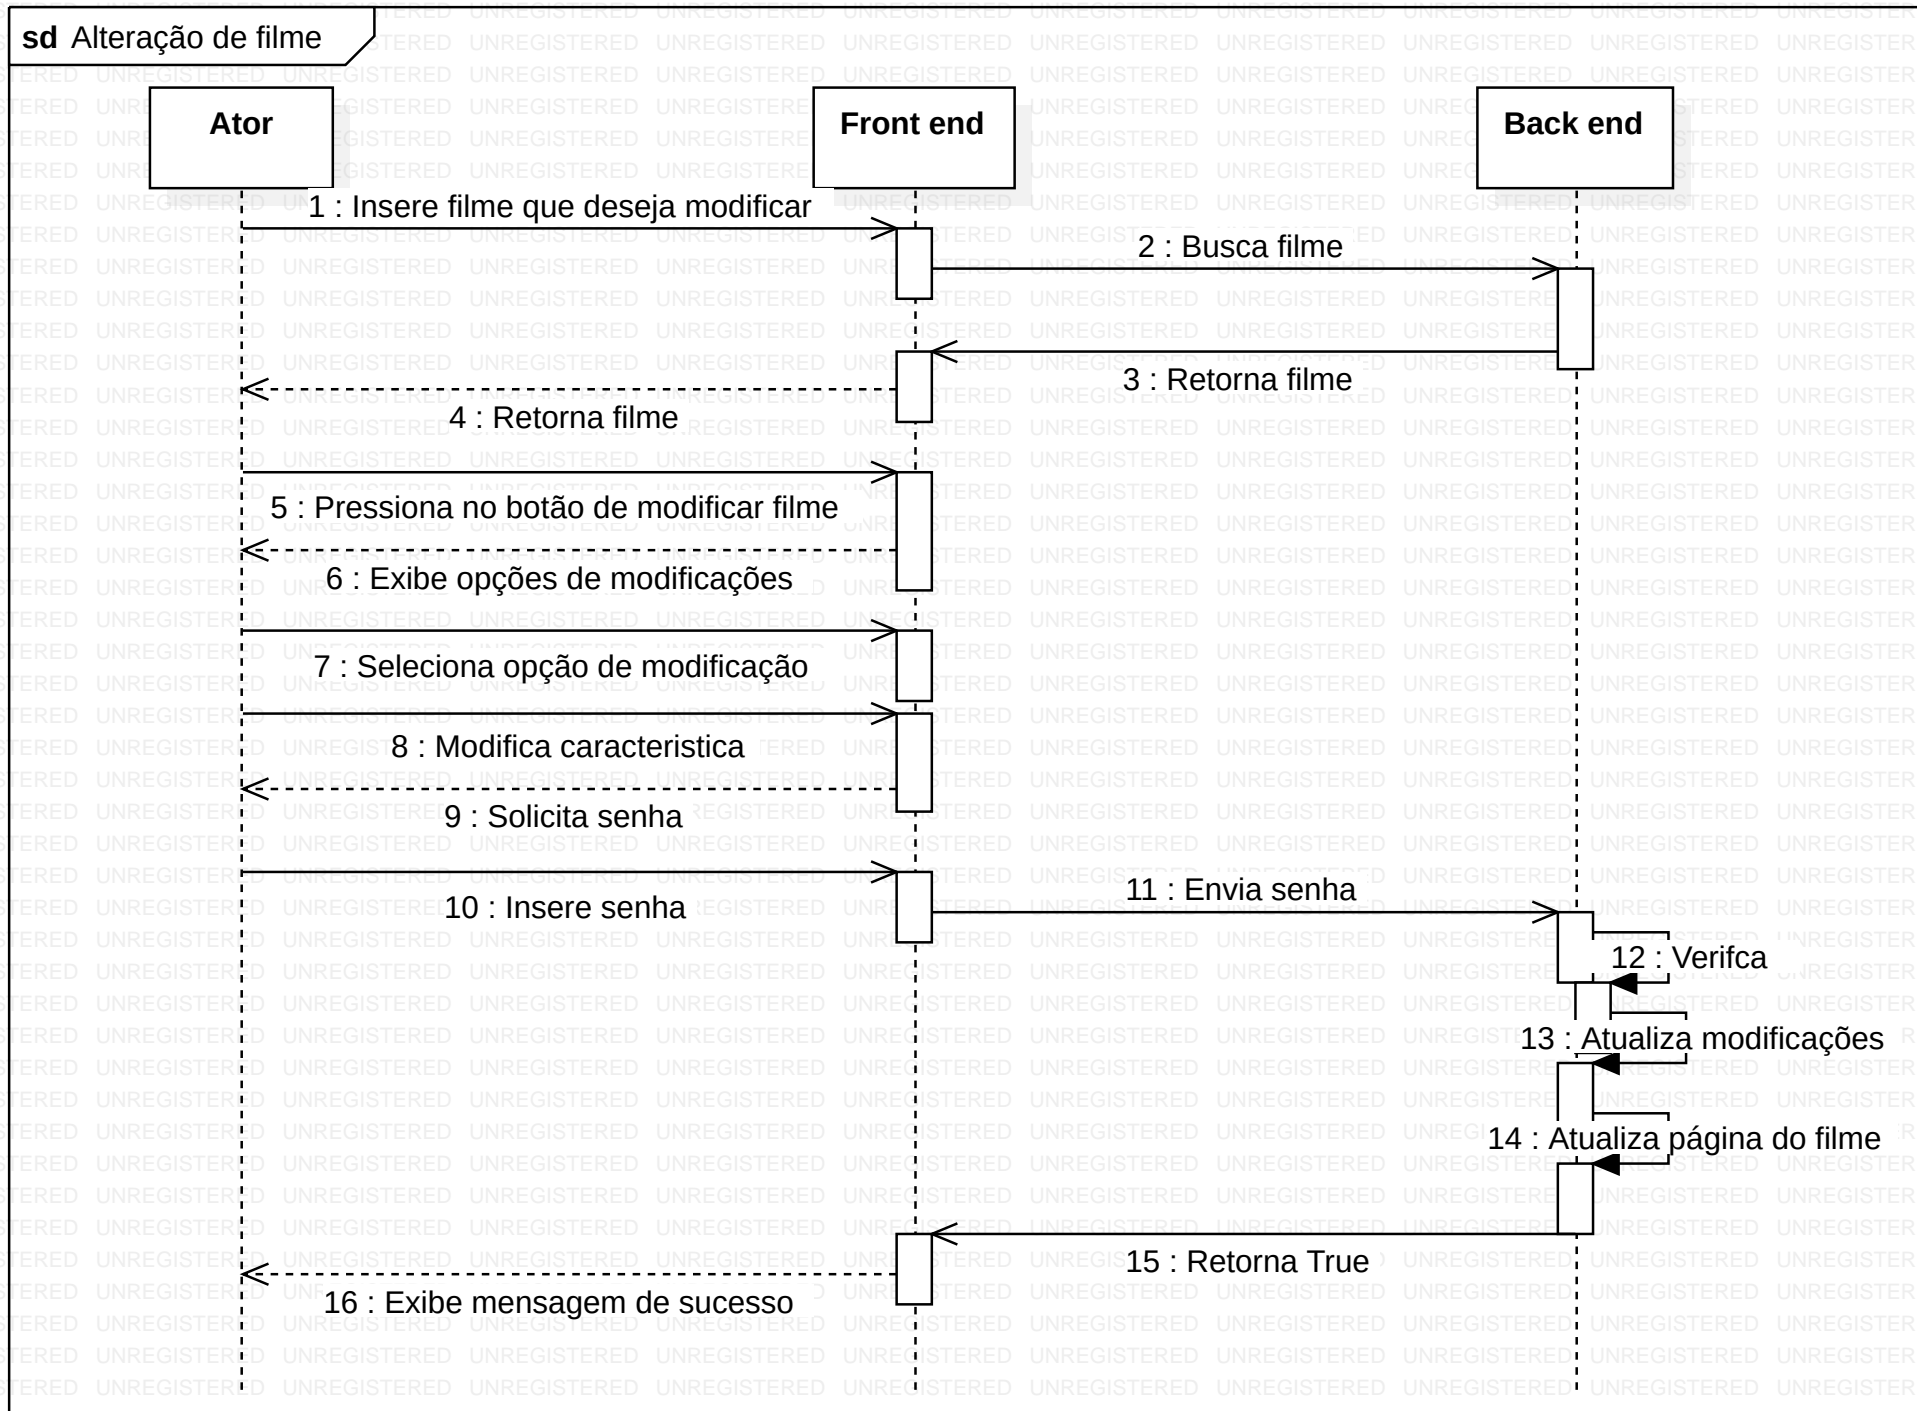 sd Alteração de filme
Ator
Front end
Back end
1 : Insere filme que deseja modificar
2 : Busca filme
3 : Retorna filme
4 : Retorna filme
5 : Pressiona no botão de modificar filme
6 : Exibe opções de modificações
7 : Seleciona opção de modificação
8 : Modifica caracteristica
9 : Solicita senha
10 : Insere senha
11 : Envia senha
12 : Verifca
13 : Atualiza modificações
14 : Atualiza página do filme
15 : Retorna True
16 : Exibe mensagem de sucesso
UNREGISTERED